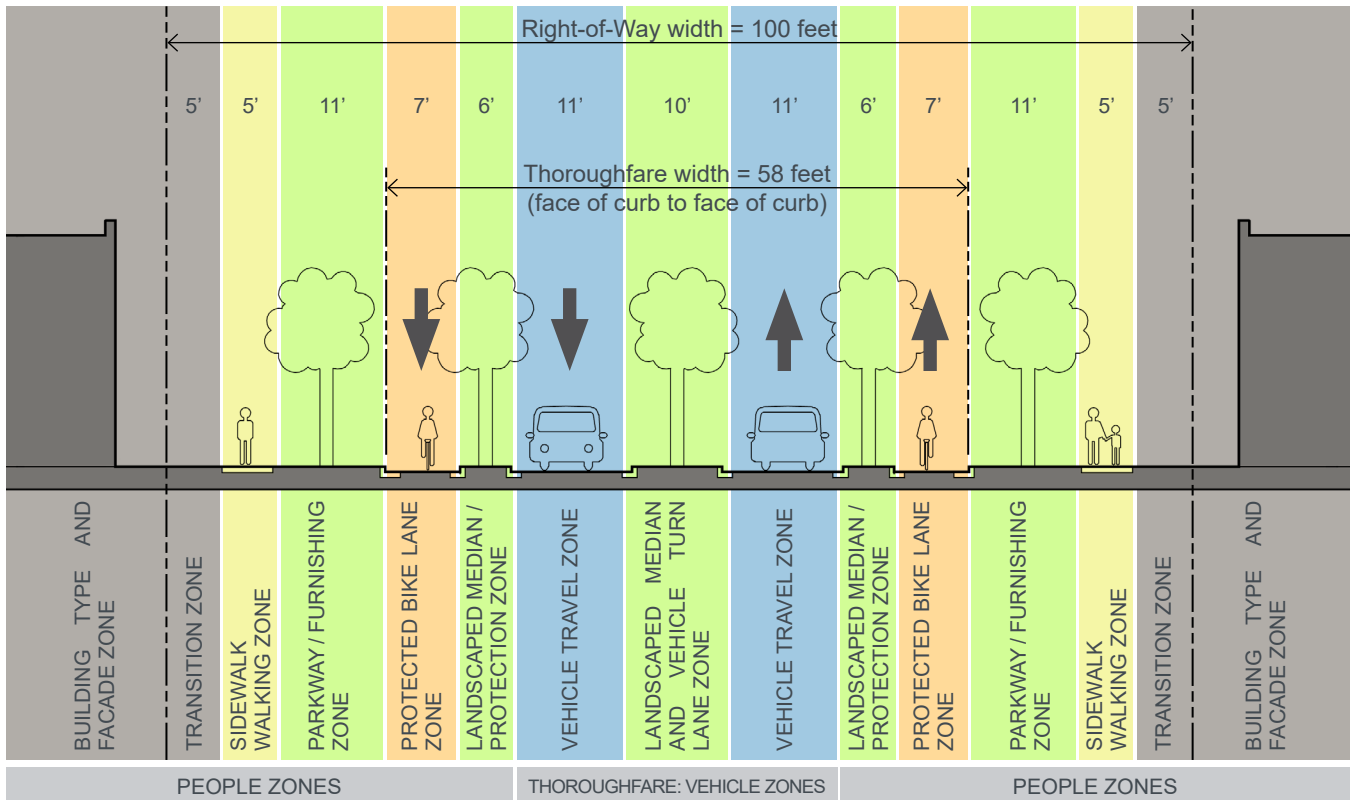 Right-of-Way width = 100 feet
5’ 5’ 11’ 7’ 6’ 11’ 10’ 11’ 6’ 7’ 11’ 5’ 5’
Thoroughfare width = 58 feet
(face of curb to face of curb)
BUILDING TYPE AND
FACADE ZONE
TRANSITION ZONE
SIDEWALK
WALKING ZONE
PARKWAY / FURNISHING
ZONE
PROTECTED BIKE LANE
ZONE
LANDSCAPED MEDIAN /
PROTECTION ZONE
VEHICLE TRAVEL ZONE
LANDSCAPED MEDIAN
AND VEHICLE TURN
LANE ZONE
VEHICLE TRAVEL ZONE
LANDSCAPED MEDIAN /
PROTECTION ZONE
PROTECTED BIKE LANE
ZONE
PARKWAY / FURNISHING
ZONE
SIDEWALK
WALKING ZONE
TRANSITION ZONE
BUILDING TYPE AND
FACADE ZONE
PEOPLE ZONES
THOROUGHFARE: VEHICLE ZONES
PEOPLE ZONES